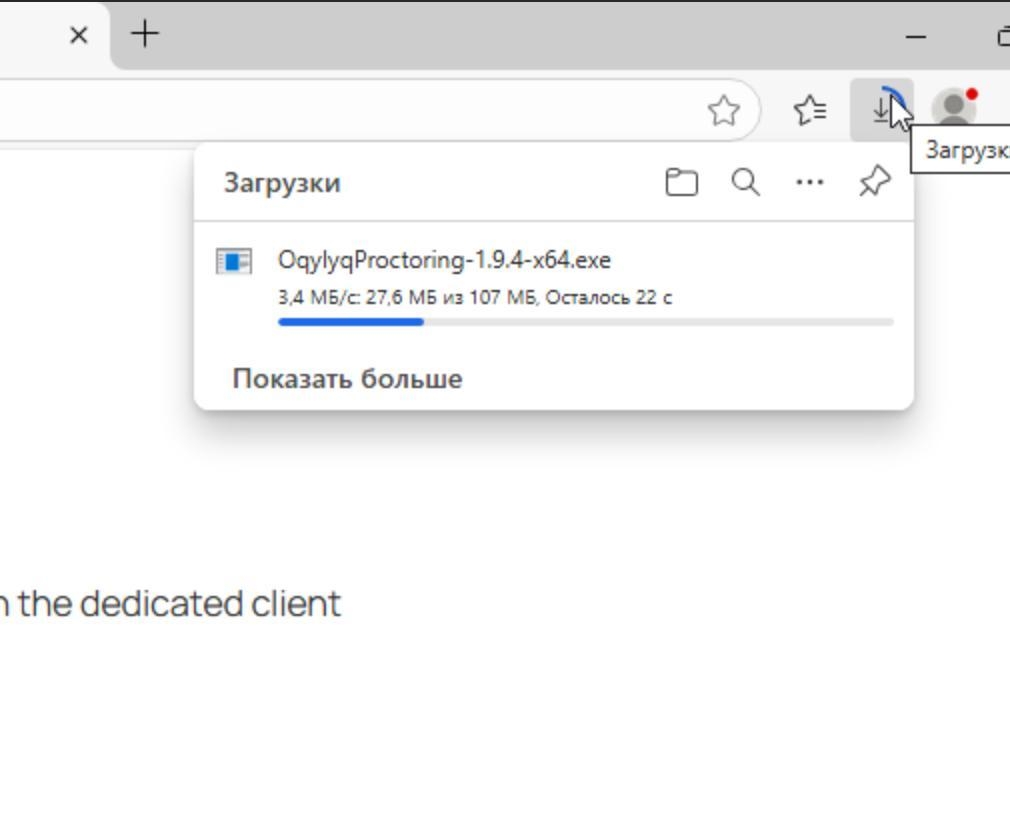 Загрузк
Загрузки
OqylyqProctoring-1.9.4-x64.exe
3,4 МБ/с: 27,6 МБ из 107 МБ, Осталось 22 с
Показать больше
n the dedicated client